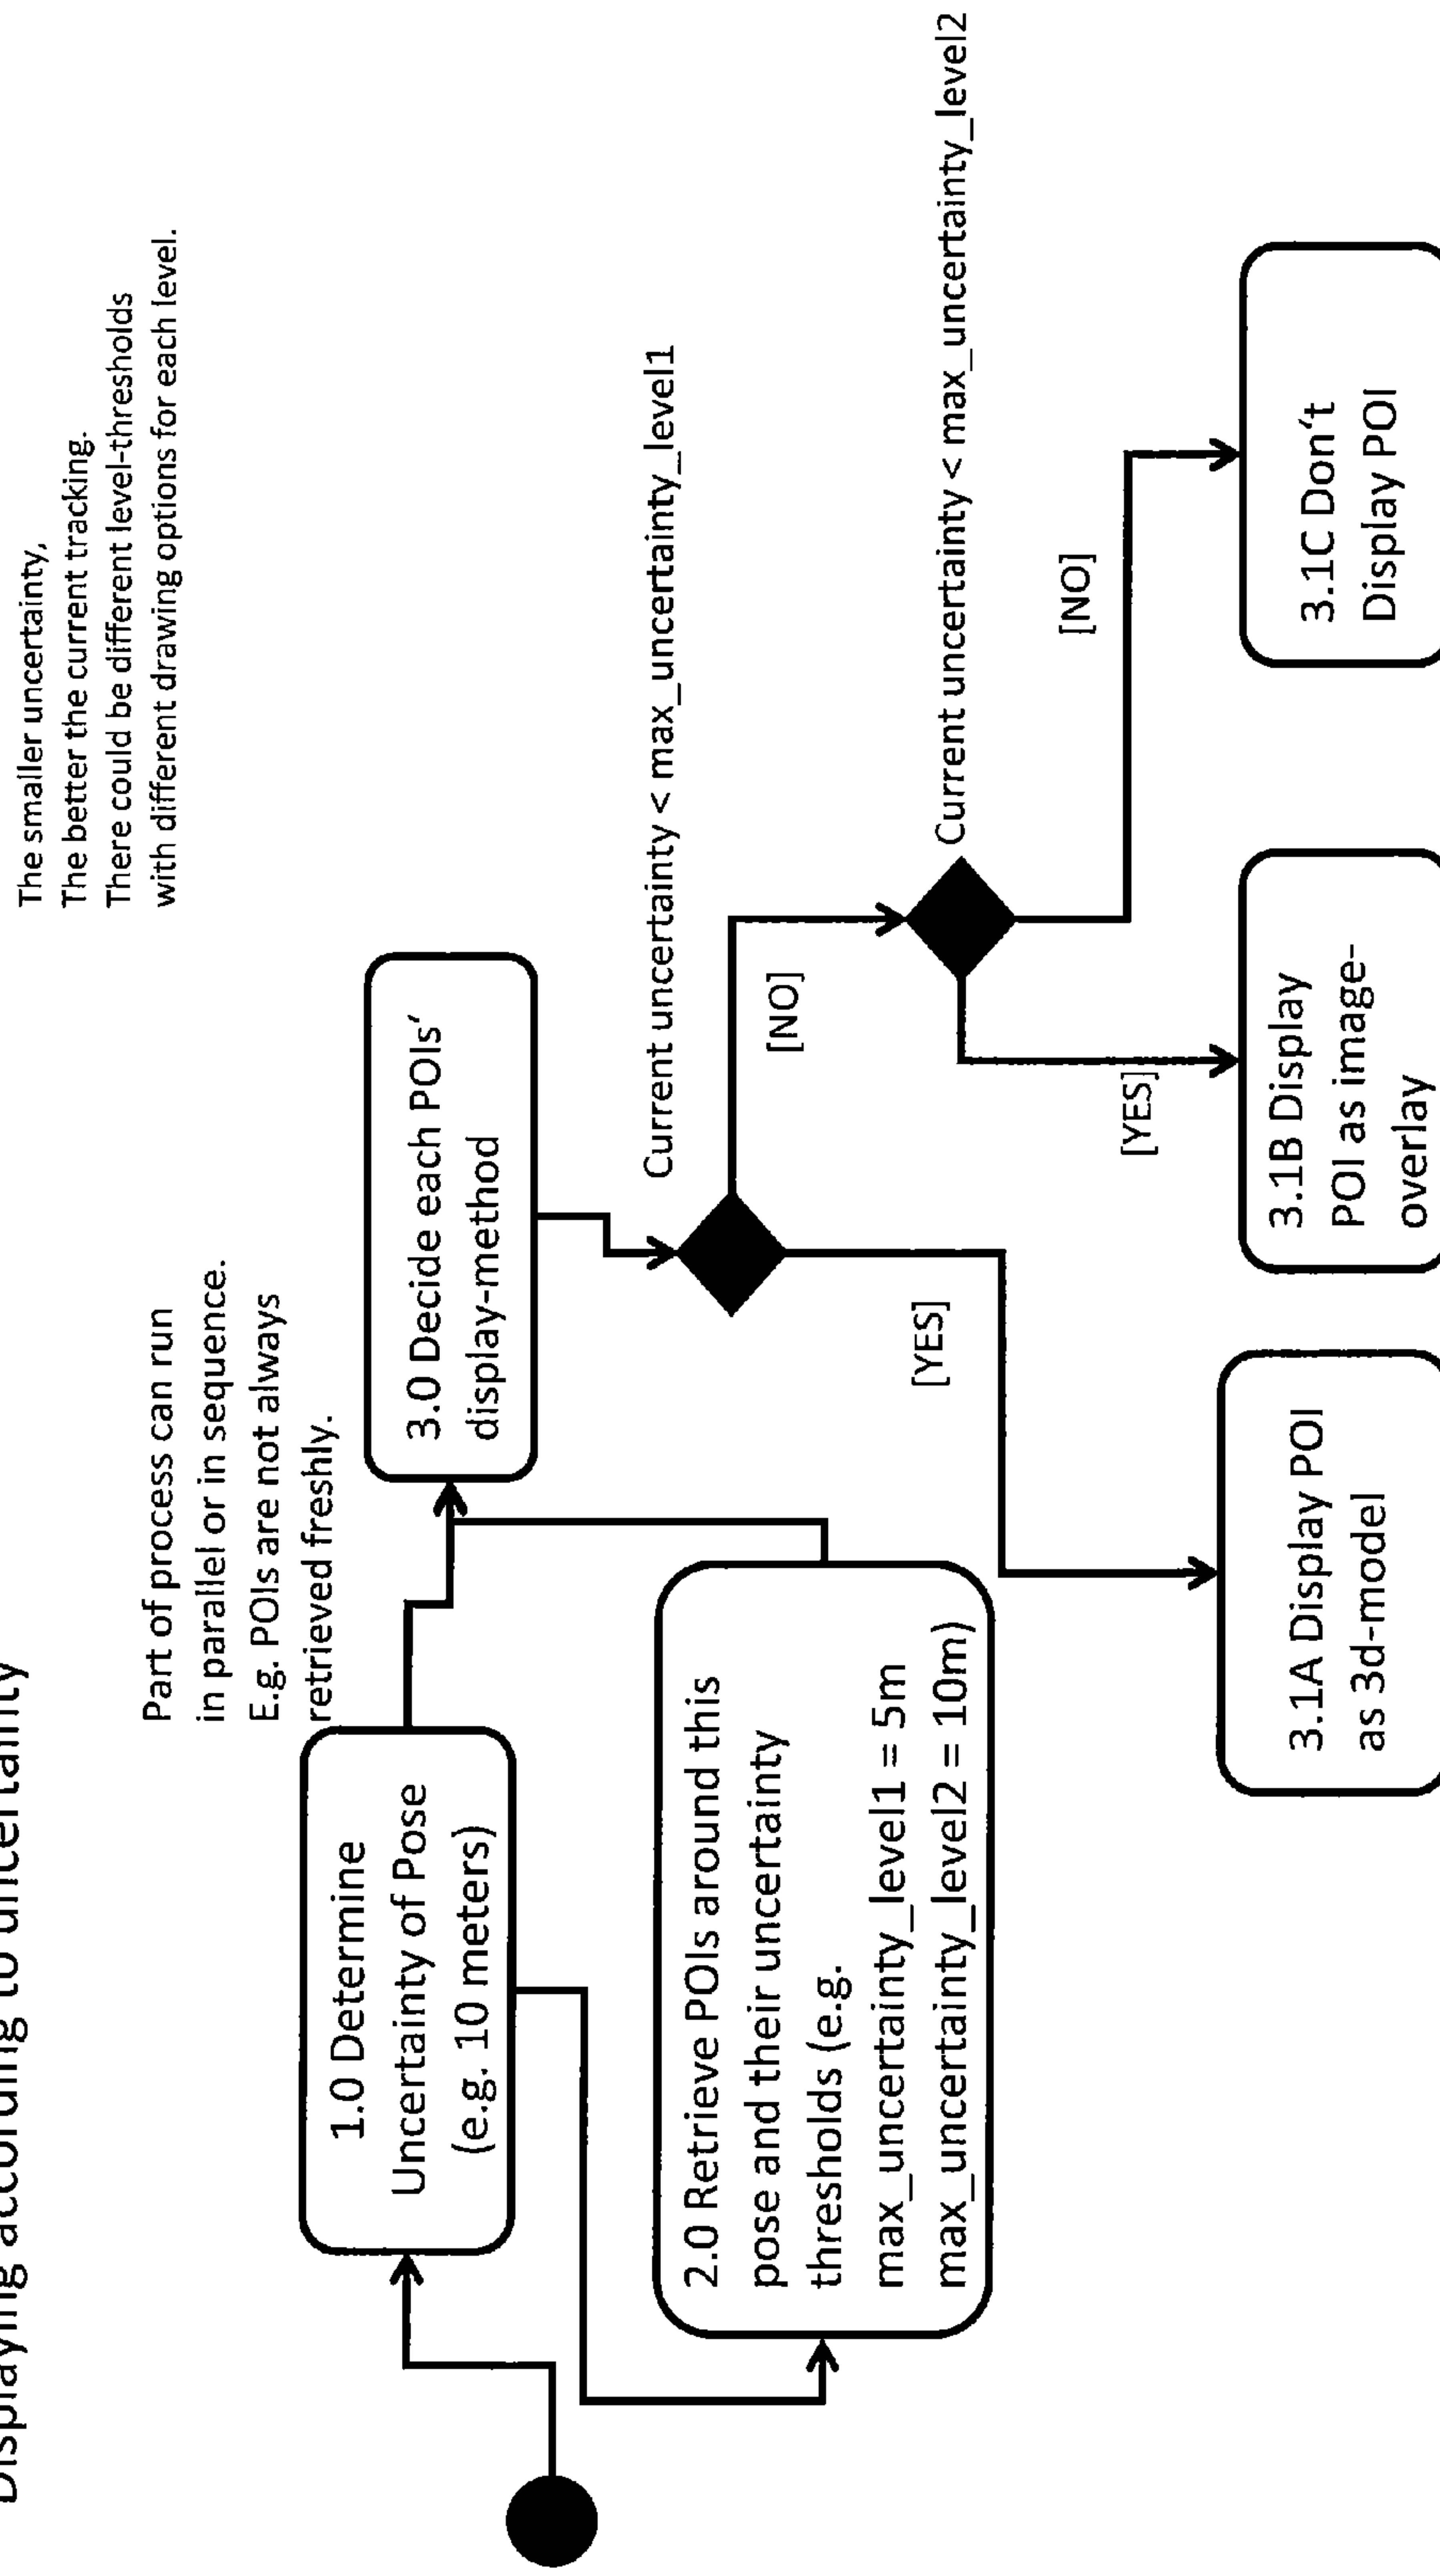 Displaying according to uncertainty
The smaller uncertainty,
The better the current tracking.
There could be different level-thresholds
with different drawing options for each level.
Part of process can run
in parallel or in sequence.
E.g. POIs are not always
retrieved freshly.
1.0 Determine
Uncertainty of Pose
(e.g. 10 meters)
3.0 Decide each POIs‘
display-method
2.0 Retrieve POIs around this
pose and their uncertainty
thresholds (e.g.
max_uncertainty_level1 = 5m
max_uncertainty_level2 = 10m)
Current uncertainty < max_uncertainty_level1
[NO]
[YES]
Current uncertainty < max_uncertainty_level2
[NO]
[YES]
3.1A Display POI
as 3d-model
3.1B Display
POI as image-
overlay
3.1C Don‘t
Display POI